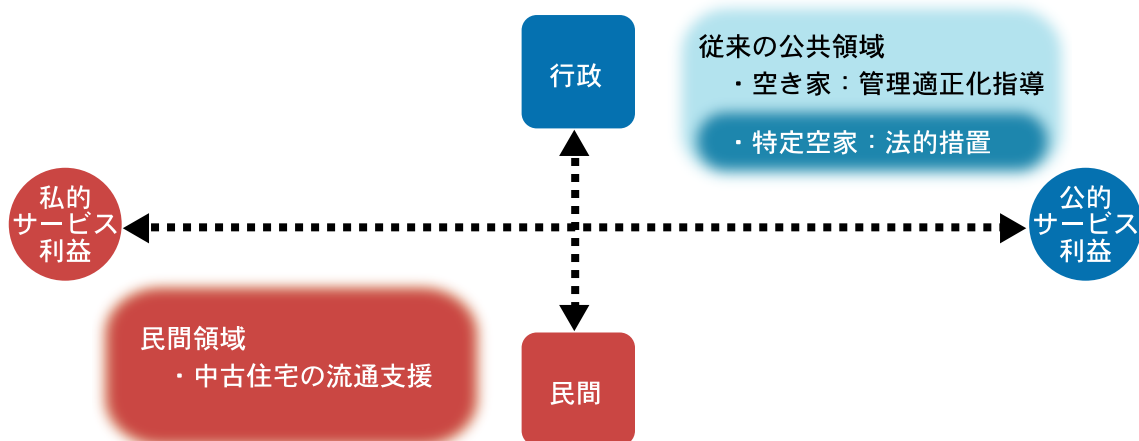 行政
従来の公共領域
・空き家：管理適正化指導
・特定空家：法的措置
私的
サービス
利益
公的
サービス
利益
民間領域
・中古住宅の流通支援
民間